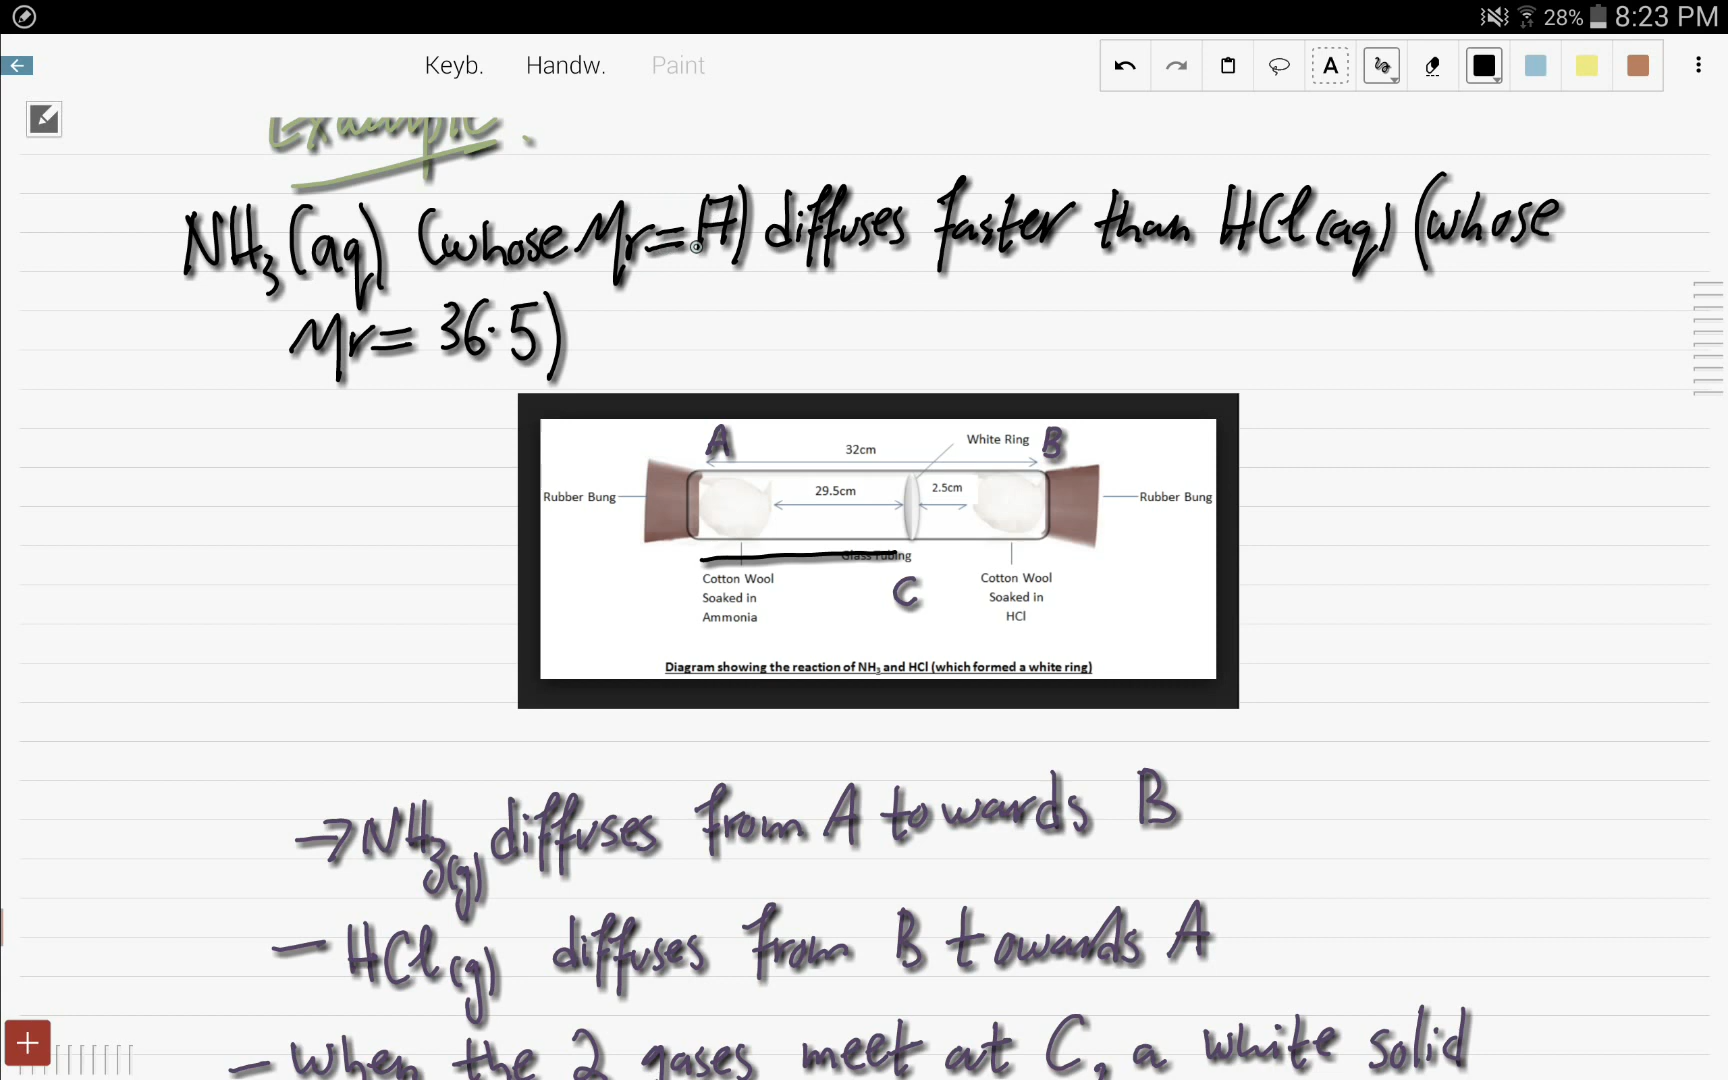 28% 8:23 PM
Keyb. Handw. Paint
A
Example.
NH3(aq) (whose Mr=17) diffuses faster than HCl(aq) (whose
Mr= 36.5)
A B
White Ring
32cm
Rubber Bung 29.5cm 2.5cm Rubber Bung
Glass Tubing
C
Cotton Wool
Soaked in
Ammonia
Cotton Wool
Soaked in
HCl
Diagram showing the reaction of NH3 and HCl (which formed a white ring)
→NH3(g) diffuses from A towards B
- HCl(g) diffuses from B towards A
- When the 2 gases meet at C, a white solid